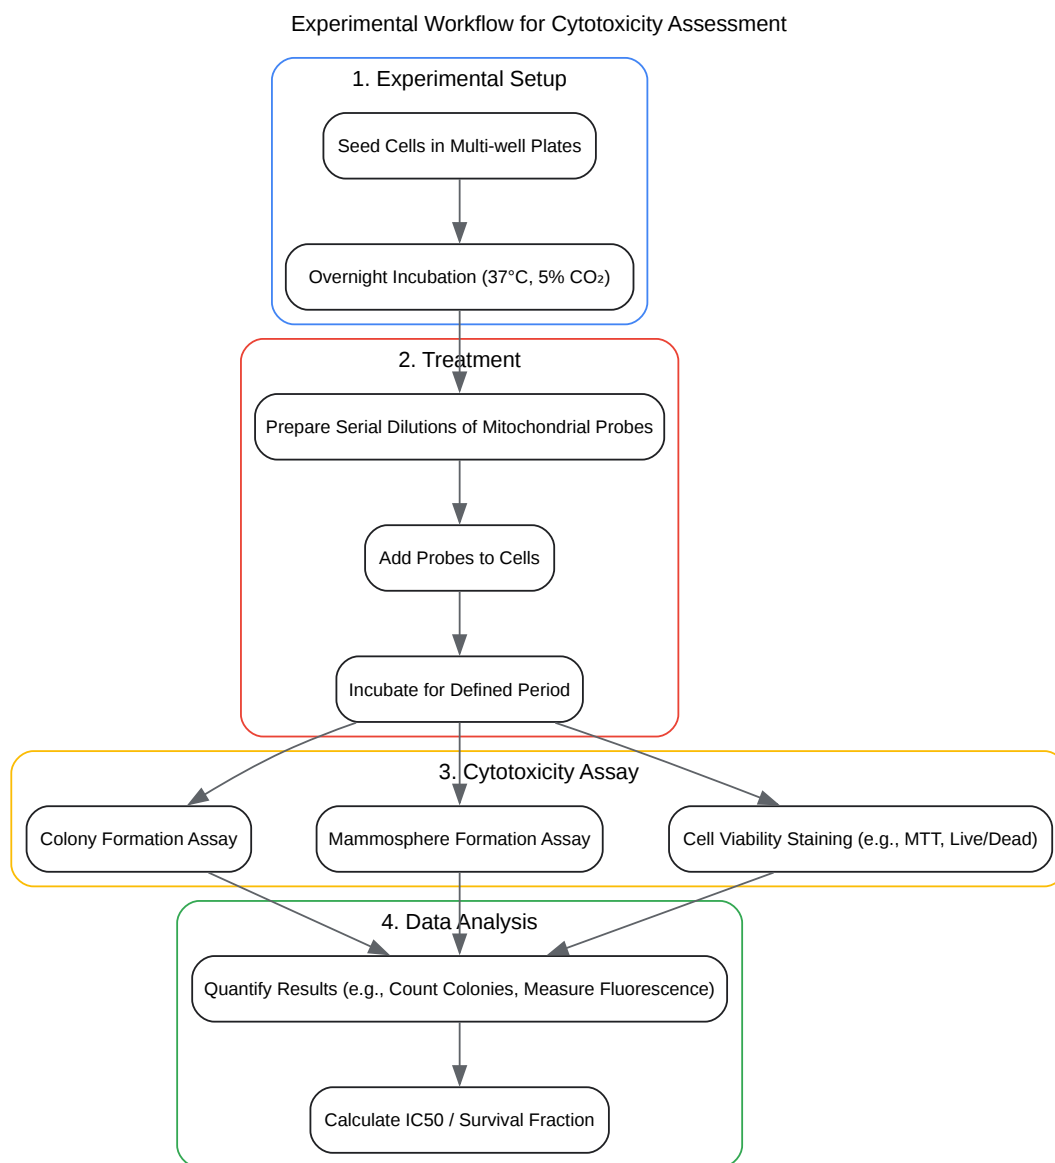 Experimental Workflow for Cytotoxicity Assessment
1. Experimental Setup
Seed Cells in Multi-well Plates
Overnight Incubation (37°C, 5% CO₂)
2. Treatment
Prepare Serial Dilutions of Mitochondrial Probes
Add Probes to Cells
Incubate for Defined Period
3. Cytotoxicity Assay
Colony Formation Assay
Mammosphere Formation Assay
Cell Viability Staining (e.g., MTT, Live/Dead)
4. Data Analysis
Quantify Results (e.g., Count Colonies, Measure Fluorescence)
Calculate IC50 / Survival Fraction